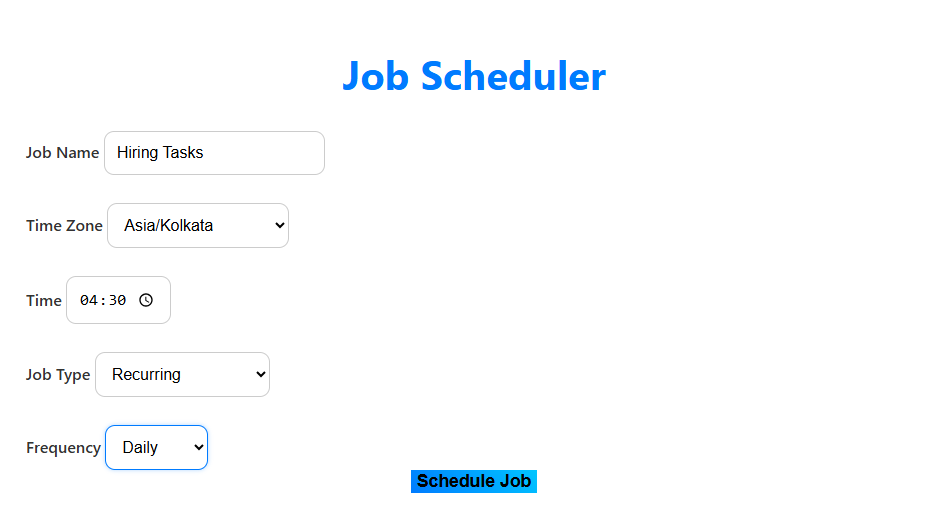 Job Scheduler
Job Name Hiring Tasks
Time Zone Asia/Kolkata
Time 04:30
Job Type Recurring
Frequency Daily
Schedule Job